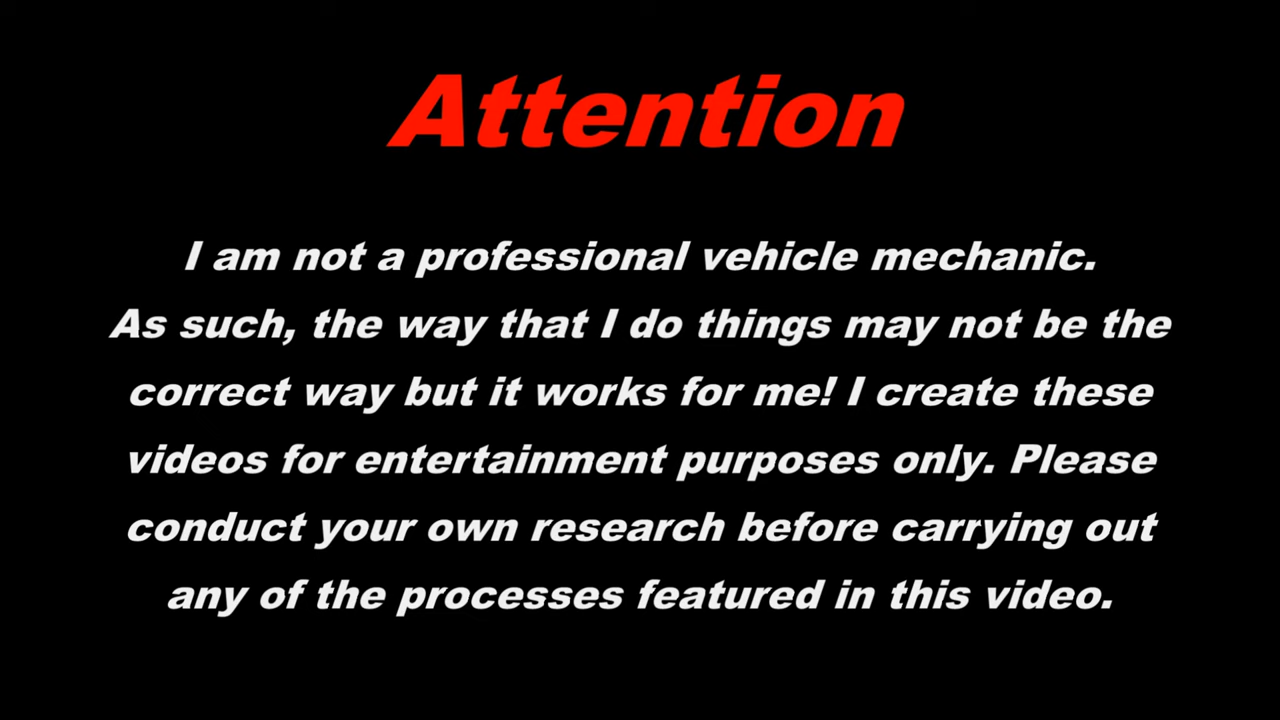 Attention
I am not a professional vehicle mechanic.
As such, the way that I do things may not be the
correct way but it works for me! I create these
videos for entertainment purposes only. Please
conduct your own research before carrying out
any of the processes featured in this video.